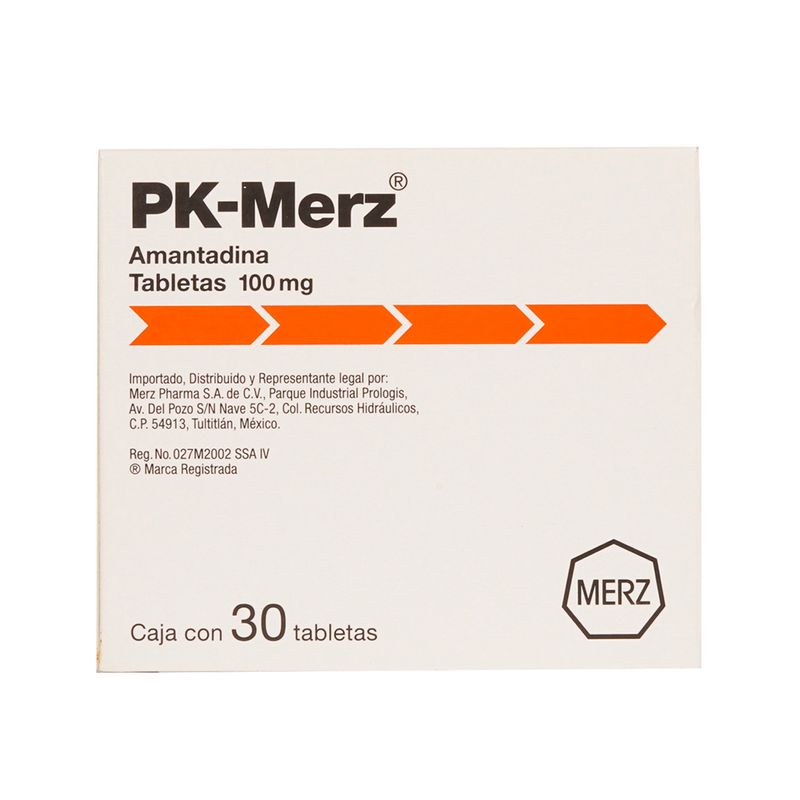 PK-Merz®
Amantadina
Tabletas 100 mg
Importado, Distribuido y Representante legal por:
Merz Pharma S.A. de C.V., Parque Industrial Prologis,
Av. Del Pozo S/N Nave 5C-2, Col. Recursos Hidráulicos,
C.P. 54913, Tultitlán, México.
Reg. No. 027M2002 SSA IV
® Marca Registrada
MERZ
Caja con 30 tabletas